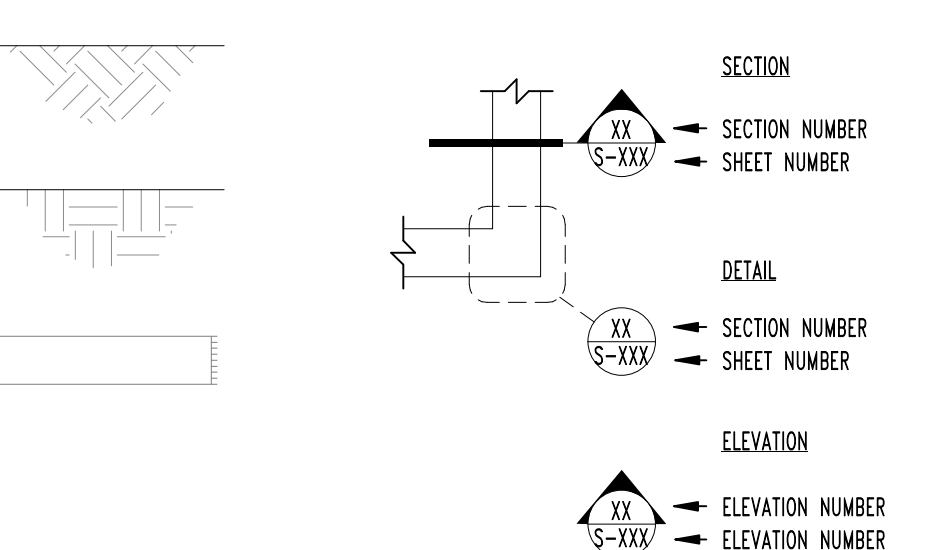 SECTION
XX
SECTION NUMBER
S-XXX
SHEET NUMBER
DETAIL
XX
SECTION NUMBER
S-XXX
SHEET NUMBER
ELEVATION
XX
ELEVATION NUMBER
S-XXX
ELEVATION NUMBER